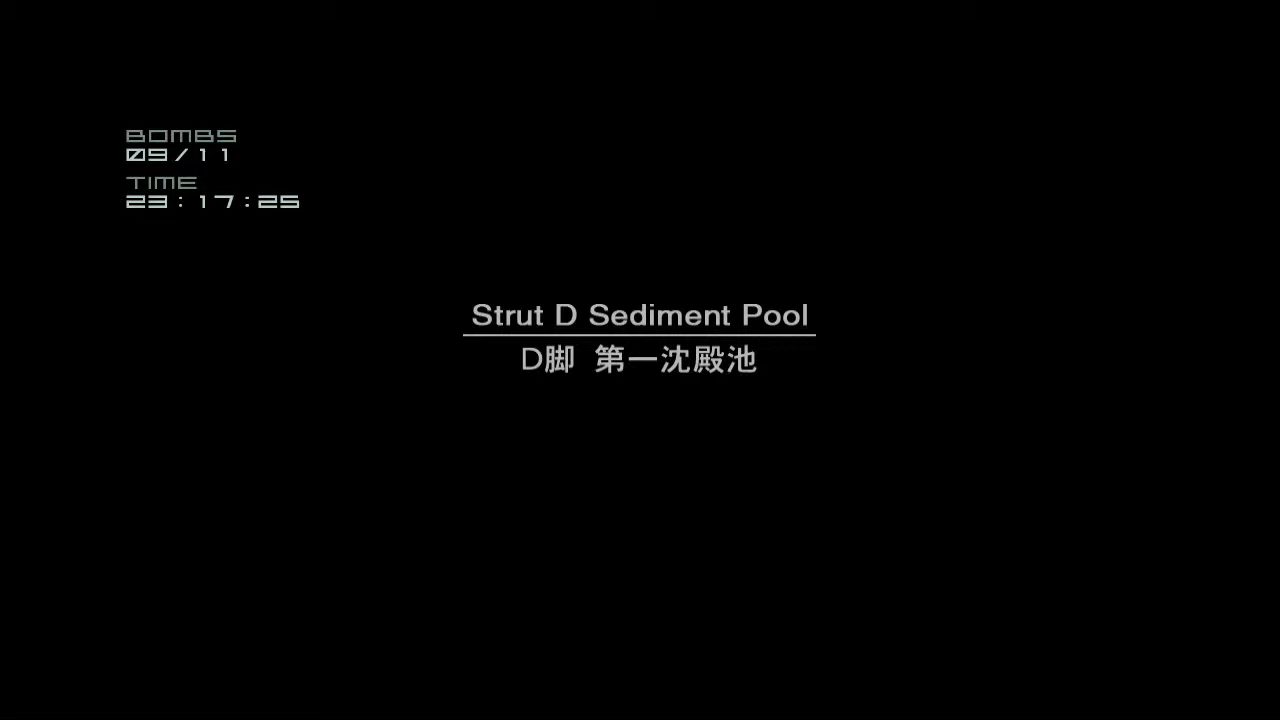 BOMBS
09/11
TIME
23:17:25
Strut D Sediment Pool
D脚 第一沈殿池